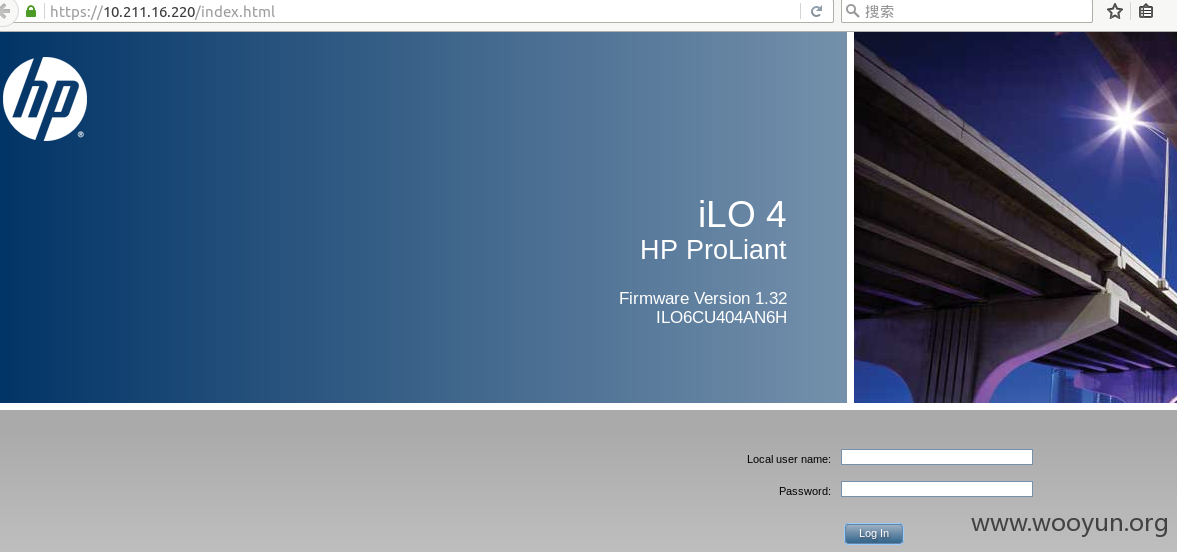 https://10.211.16.220/index.html
搜索
hp
iLO 4
HP ProLiant
Firmware Version 1.32
ILO6CU404AN6H
Local user name:
Password:
Log In
www.wooyun.org